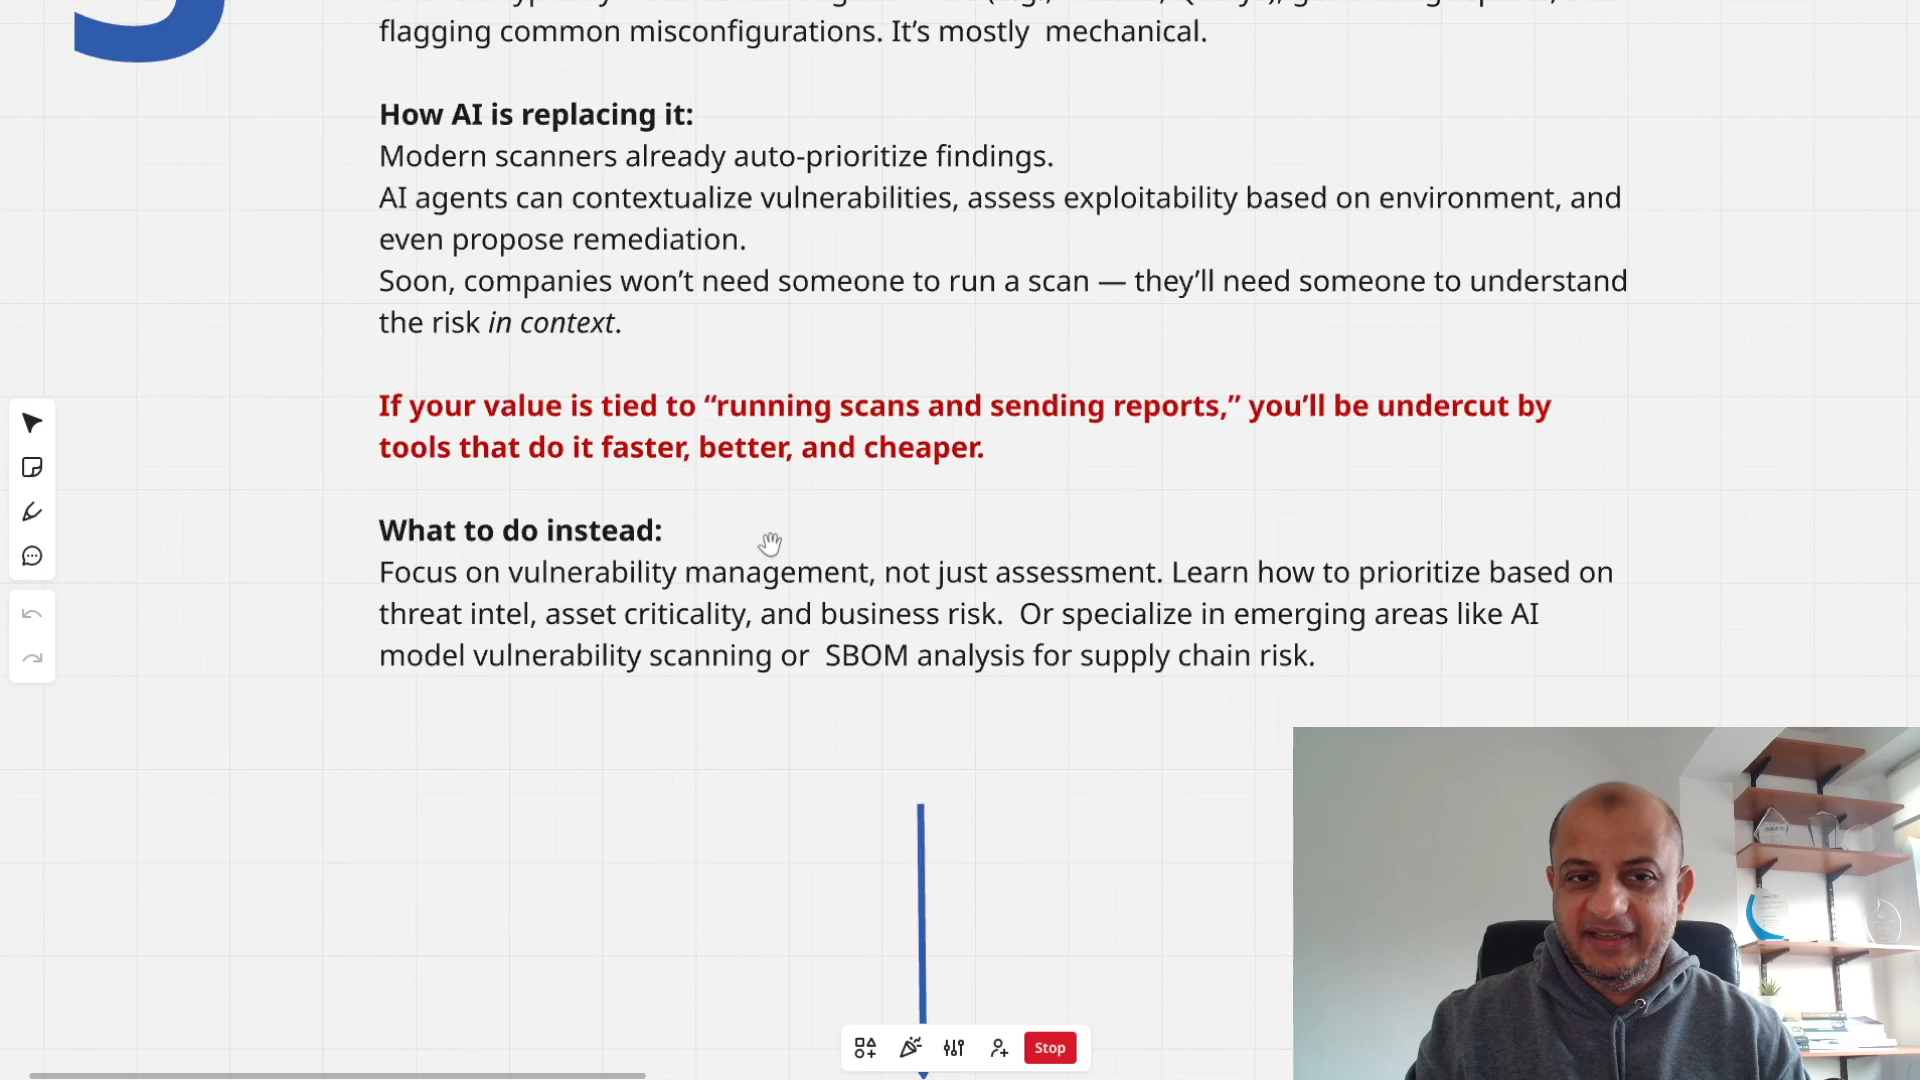 flagging common misconfigurations. It’s mostly  mechanical.
How AI is replacing it:
Modern scanners already auto-prioritize findings.
AI agents can contextualize vulnerabilities, assess exploitability based on environment, and
even propose remediation.
Soon, companies won’t need someone to run a scan — they’ll need someone to understand
the risk in context.
If your value is tied to “running scans and sending reports,” you’ll be undercut by
tools that do it faster, better, and cheaper.
What to do instead:
Focus on vulnerability management, not just assessment. Learn how to prioritize based on
threat intel, asset criticality, and business risk.  Or specialize in emerging areas like AI
model vulnerability scanning or  SBOM analysis for supply chain risk.
Stop